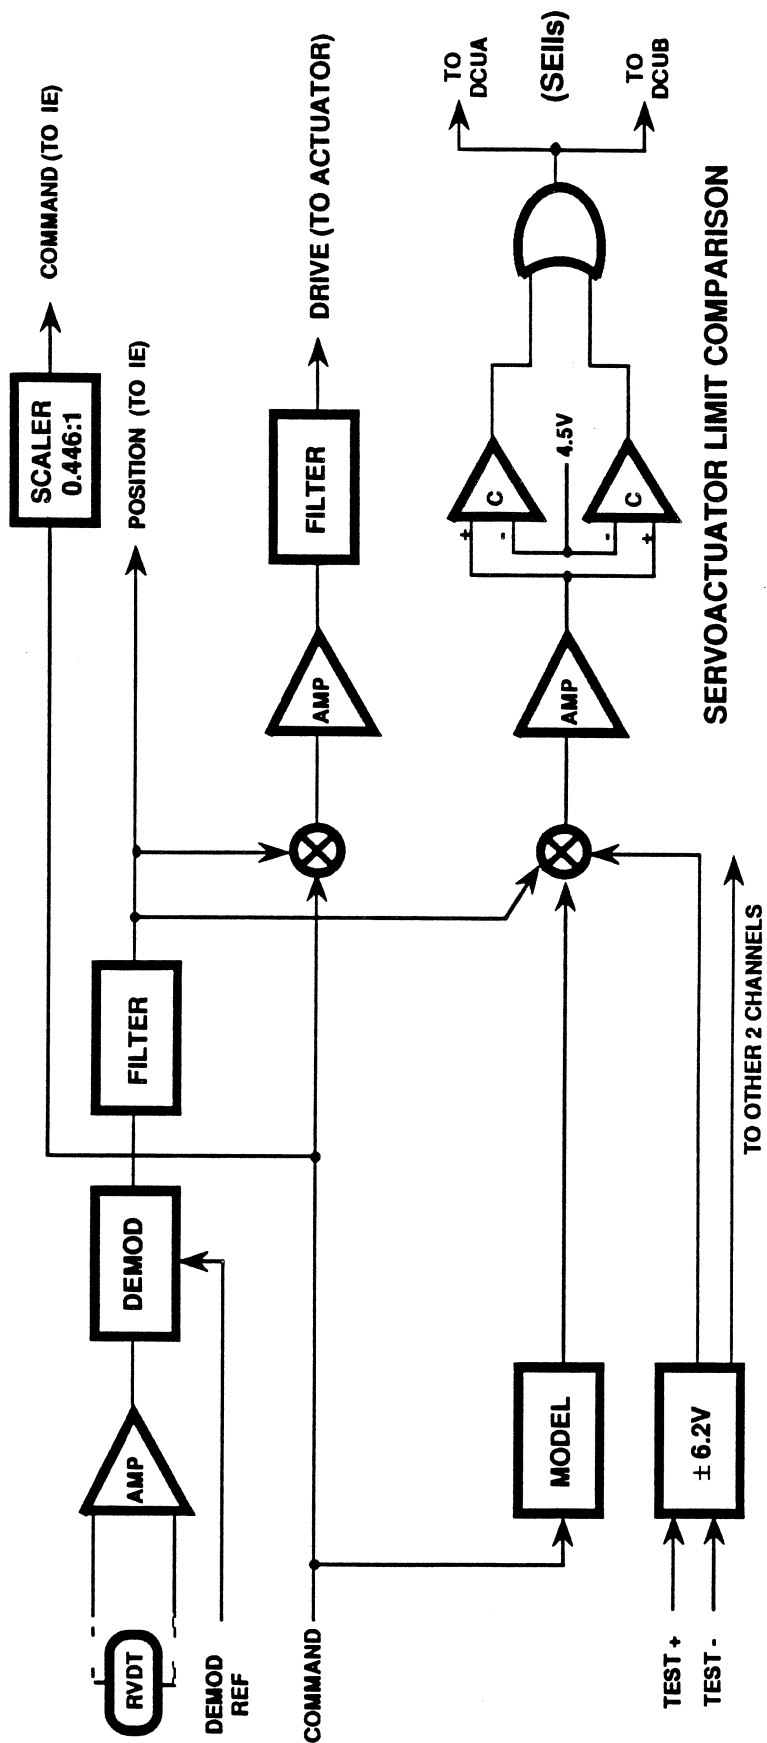 SCALER
0.446:1
COMMAND (TO IE)
RVDT
AMP
DEMOD
FILTER
POSITION (TO IE)
DEMOD
REF
COMMAND
AMP
FILTER
DRIVE (TO ACTUATOR)
MODEL
AMP
+
-
C
4.5V
-
+
C
TO
DCUA
(SEIIs)
TO
DCUB
TEST +
TEST -
± 6.2V
TO OTHER 2 CHANNELS
SERVOACTUATOR LIMIT COMPARISON